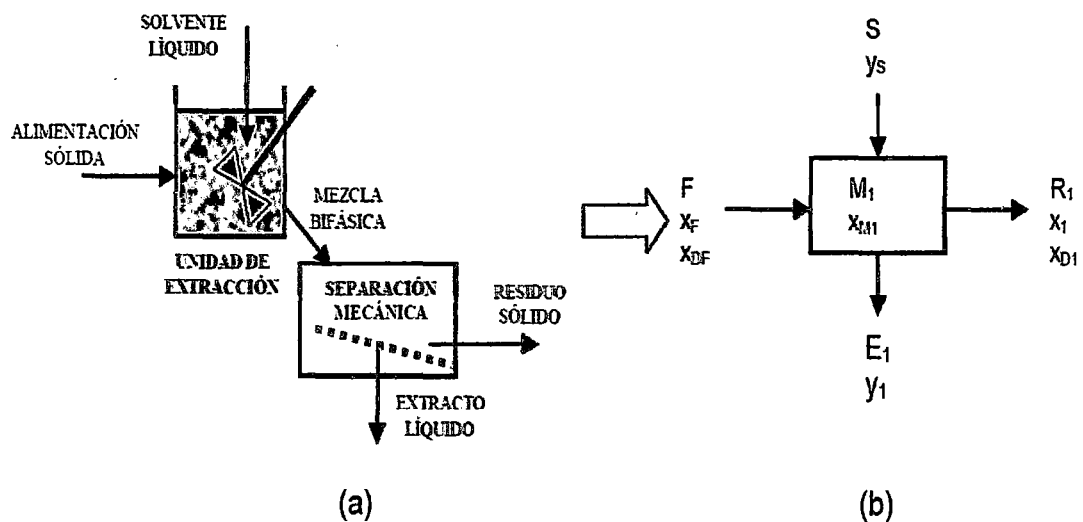 SOLVENTE
LÍQUIDO
ALIMENTACIÓN
SÓLIDA
MEZCLA
BIFÁSICA
UNIDAD DE
EXTRACCIÓN
SEPARACIÓN
MECÁNICA
RESIDUO
SÓLIDO
EXTRACTO
LÍQUIDO
(a)
S
yS
F
xF
xDF
M1
xM1
R1
x1
xD1
E1
y1
(b)